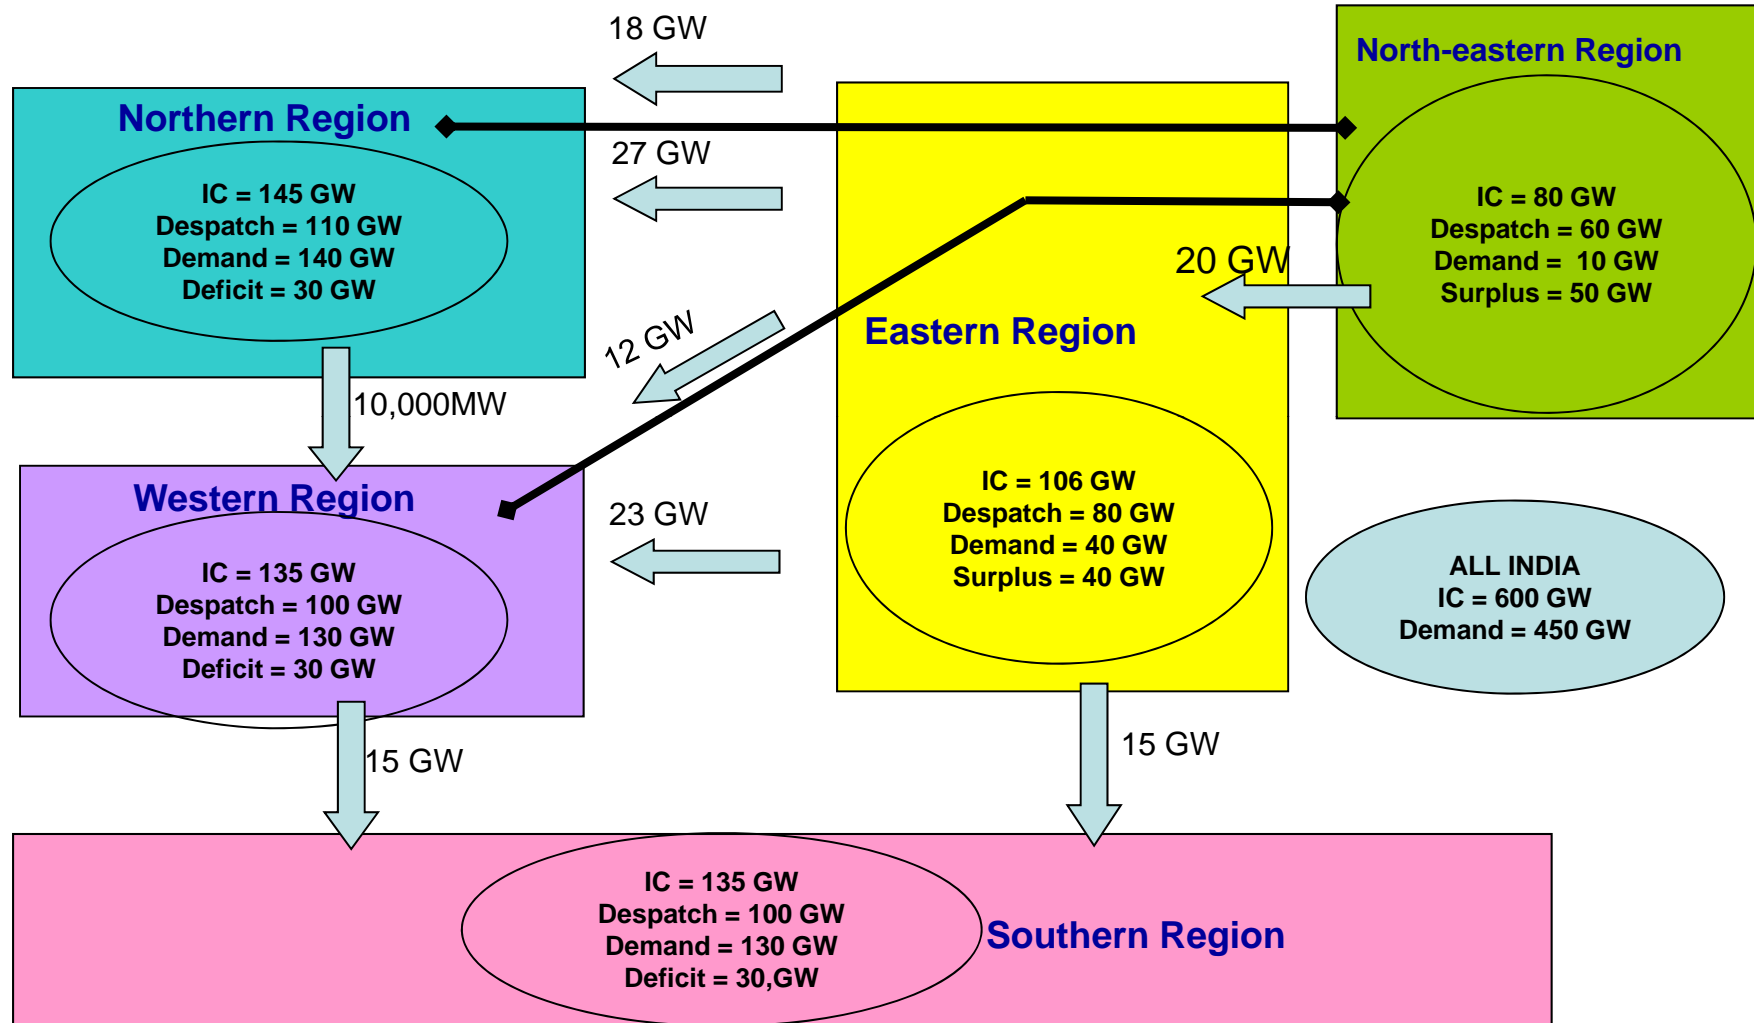 18 GW
North-eastern Region
Northern Region
27 GW
IC = 145 GW
Despatch = 110 GW
Demand = 140 GW
Deficit = 30 GW
IC = 80 GW
Despatch = 60 GW
Demand =  10 GW
Surplus = 50 GW
20 GW
Eastern Region
12 GW
10,000MW
Western Region
23 GW
IC = 106 GW
Despatch = 80 GW
Demand = 40 GW
Surplus = 40 GW
IC = 135 GW
Despatch = 100 GW
Demand = 130 GW
Deficit = 30 GW
ALL INDIA
IC = 600 GW
Demand = 450 GW
15 GW
15 GW
IC = 135 GW
Despatch = 100 GW
Demand = 130 GW
Deficit = 30,GW
Southern Region